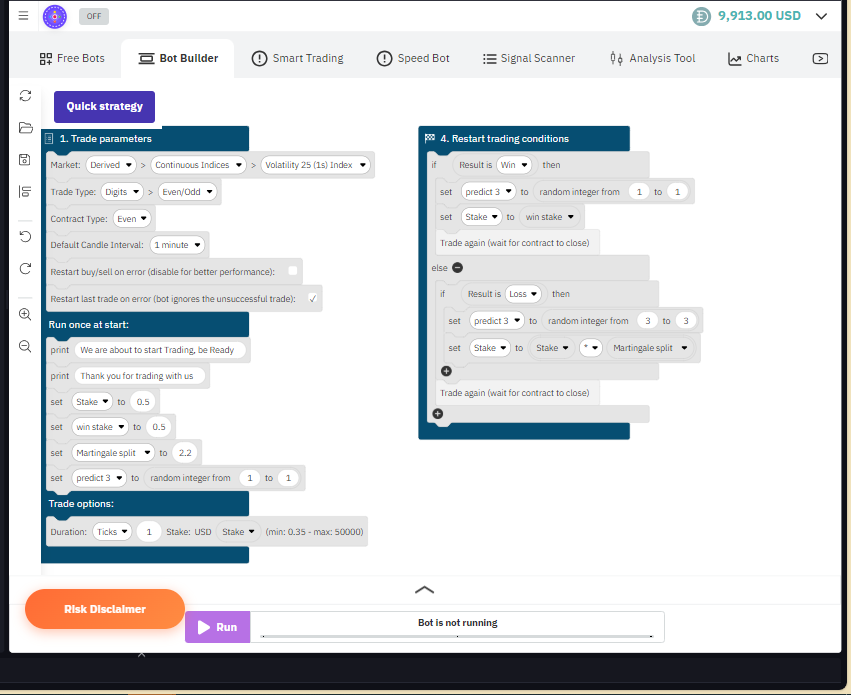 OFF
9,913.00 USD
Free Bots
Bot Builder
Smart Trading
Speed Bot
Signal Scanner
Analysis Tool
Charts
Quick strategy
1. Trade parameters
Market: Derived > Continuous Indices > Volatility 25 (1s) Index
Trade Type: Digits > Even/Odd
Contract Type: Even
Default Candle Interval: 1 minute
Restart buy/sell on error (disable for better performance):
Restart last trade on error (bot ignores the unsuccessful trade): ✓
Run once at start:
print We are about to start Trading, be Ready
print Thank you for trading with us
set Stake to 0.5
set win stake to 0.5
set Martingale split to 2.2
set predict 3 to random integer from 1 to 1
Trade options:
Duration: Ticks 1 Stake: USD Stake (min: 0.35 - max: 50000)
4. Restart trading conditions
if Result is Win then
set predict 3 to random integer from 1 to 1
set Stake to win stake
Trade again (wait for contract to close)
else
if Result is Loss then
set predict 3 to random integer from 3 to 3
set Stake to Stake * Martingale split
Trade again (wait for contract to close)
Risk Disclaimer
Run
Bot is not running